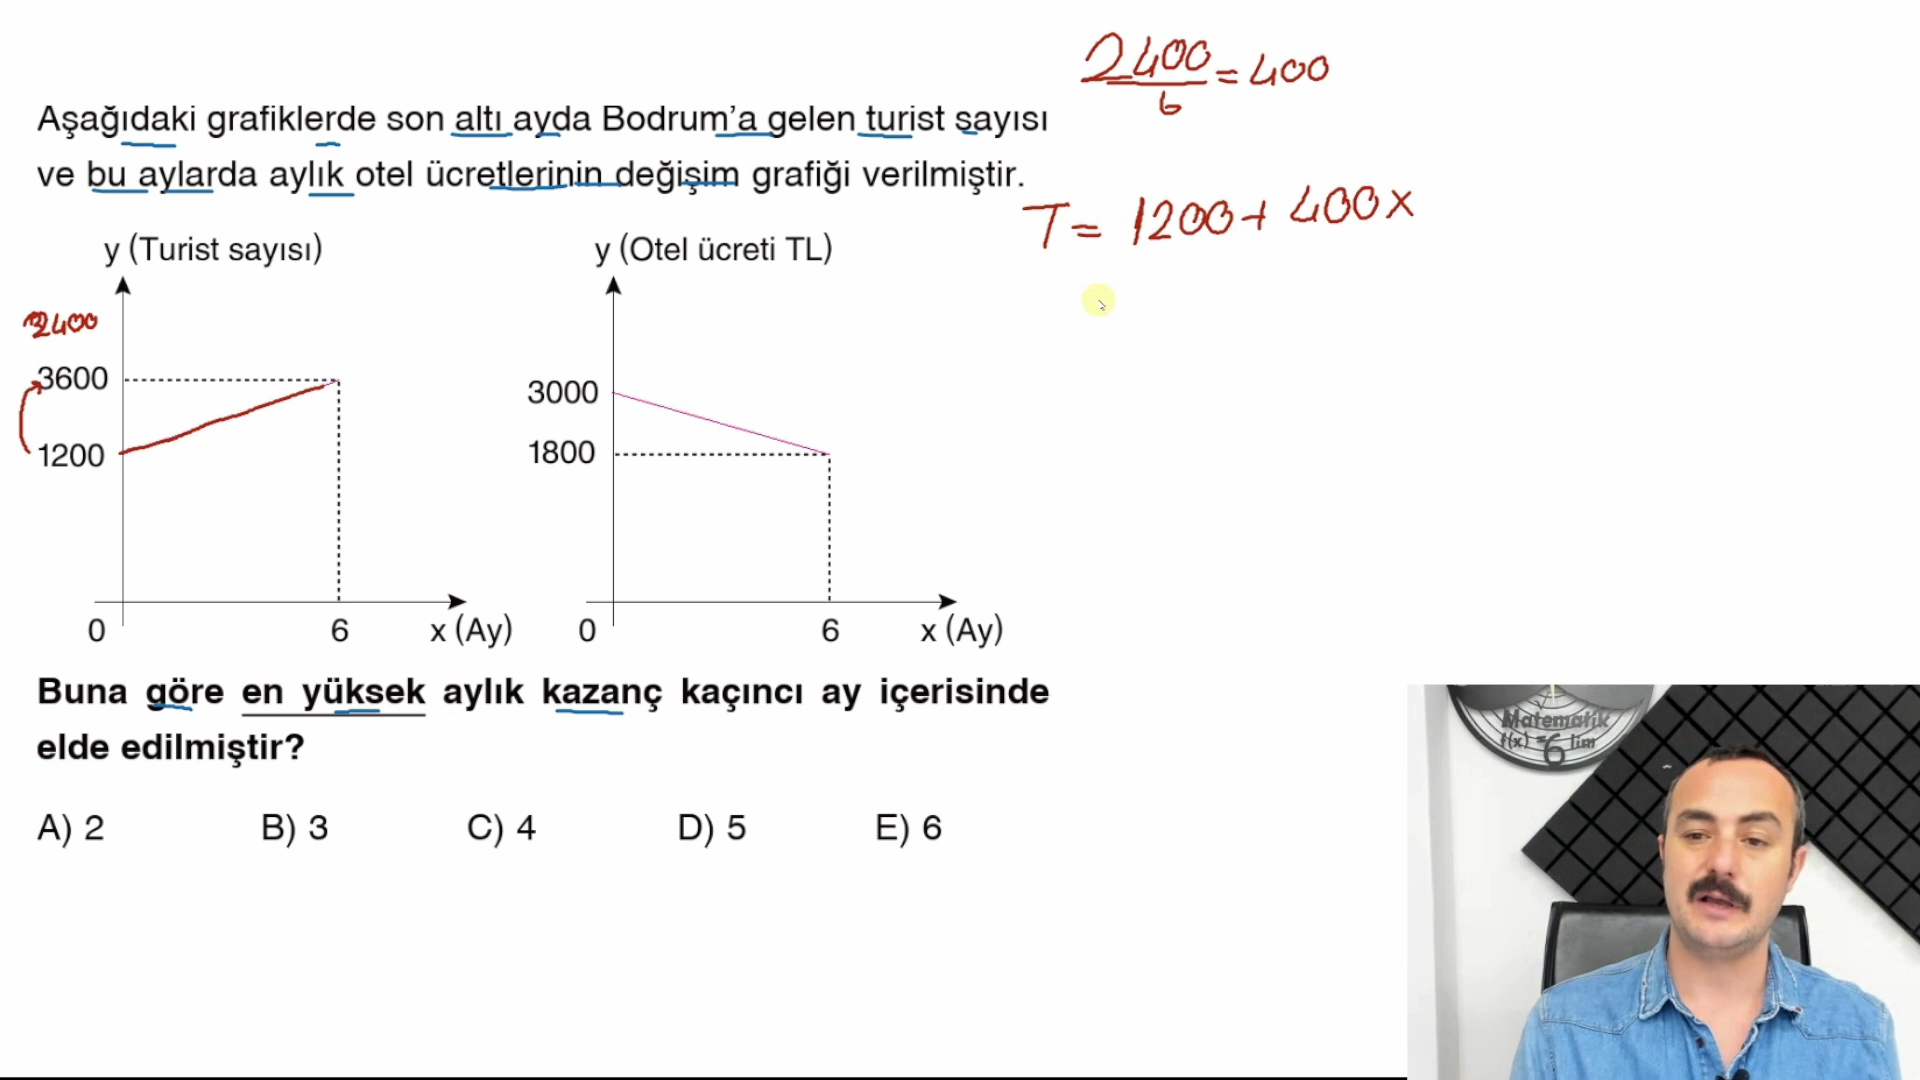 2400
6
= 400
Aşağıdaki grafiklerde son altı ayda Bodrum’a gelen turist sayısı
ve bu aylarda aylık otel ücretlerinin değişim grafiği verilmiştir.
T = 1200 + 400x
y (Turist sayısı)
2400
3600
1200
0
6
x (Ay)
y (Otel ücreti TL)
3000
1800
0
6
x (Ay)
Buna göre en yüksek aylık kazanç kaçıncı ay içerisinde
elde edilmiştir?
A) 2 B) 3 C) 4 D) 5 E) 6
Matematik
f(x) = 6 lim